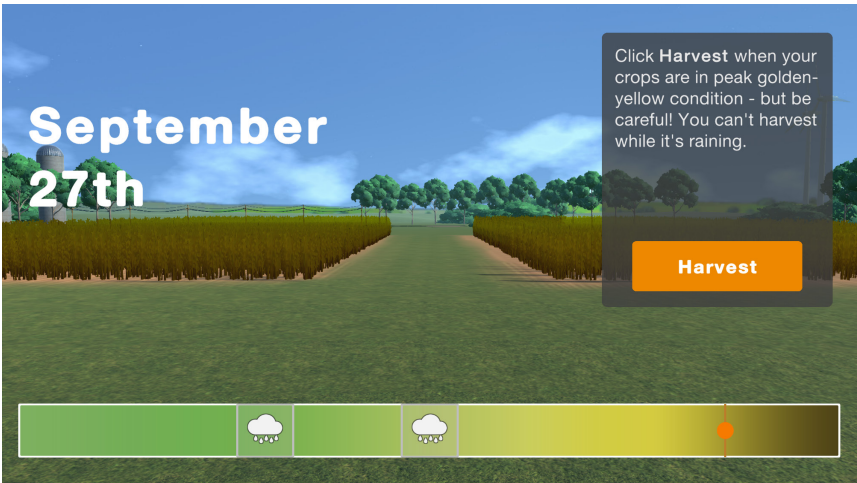 September
27th
Click Harvest when your
crops are in peak golden-
yellow condition - but be
careful! You can't harvest
while it's raining.
Harvest